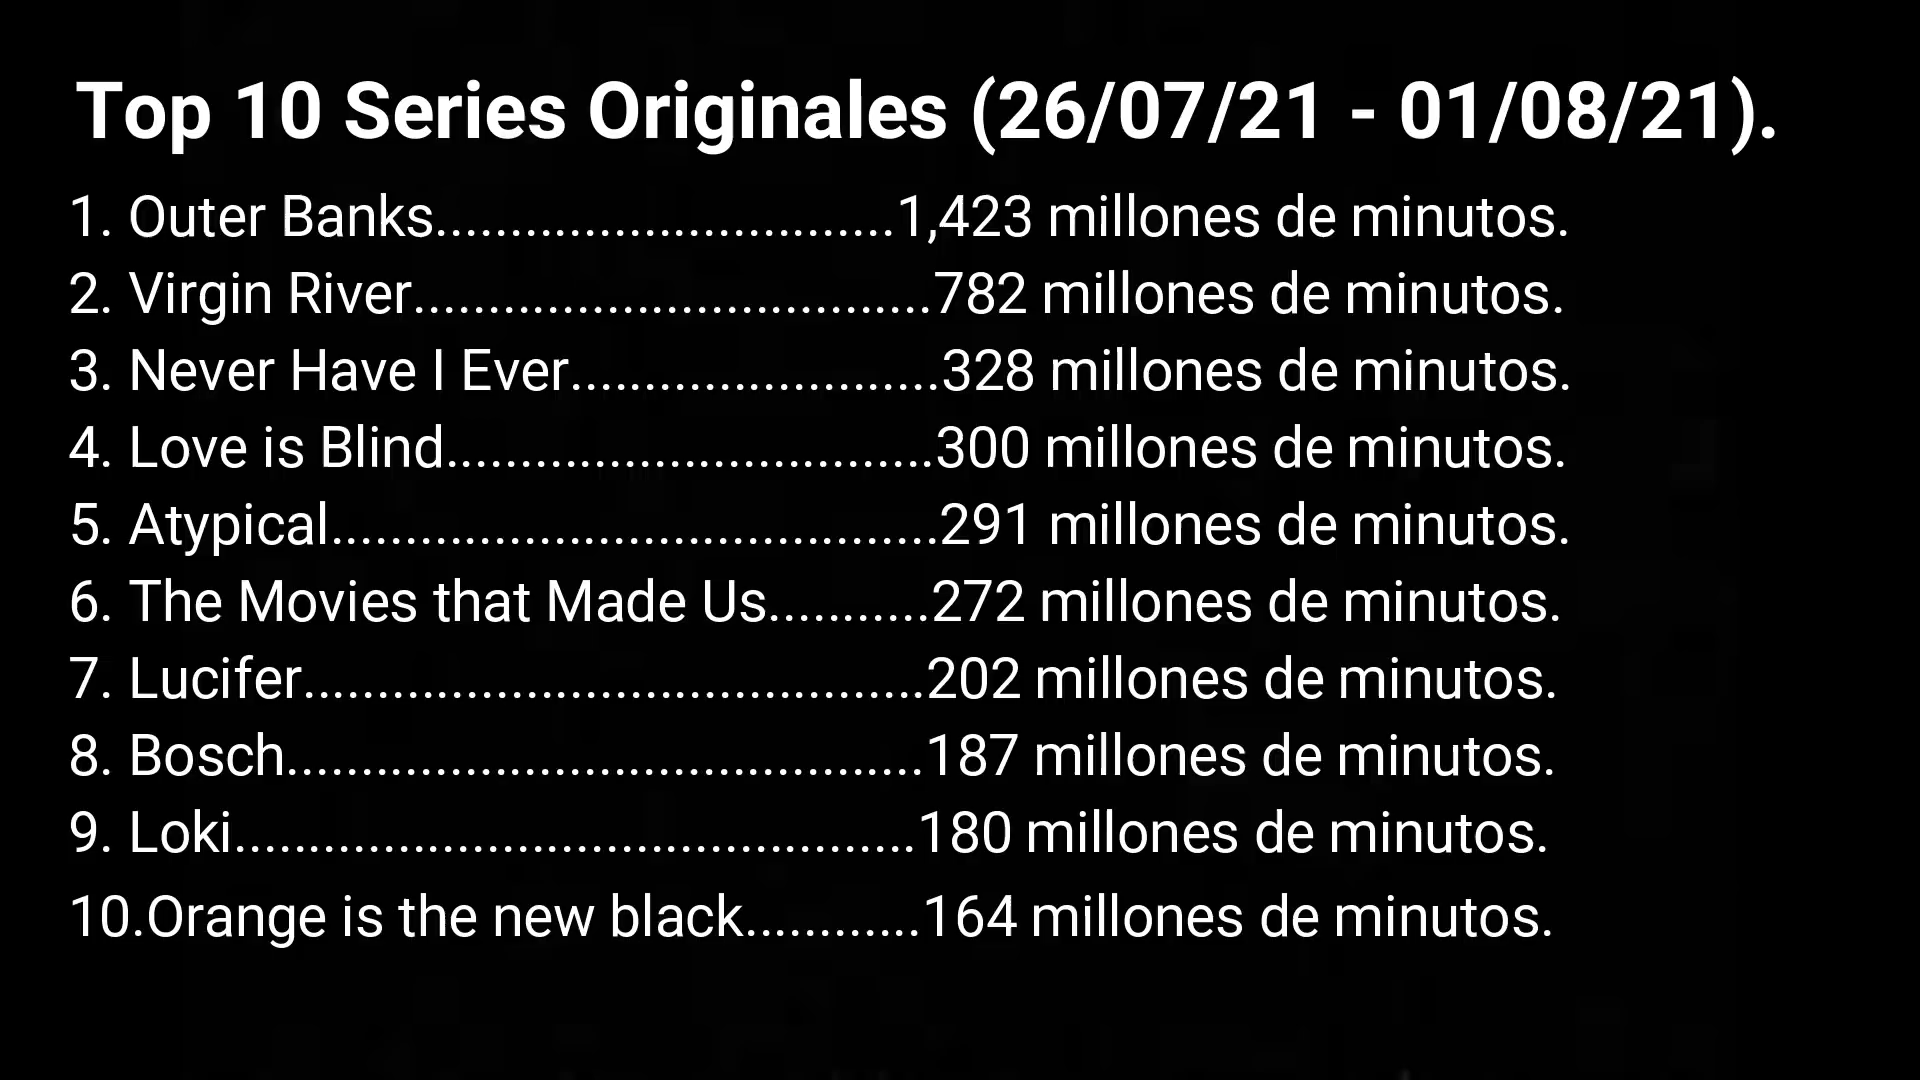 Top 10 Series Originales (26/07/21 - 01/08/21).
1. Outer Banks...............................1,423 millones de minutos.
2. Virgin River...................................782 millones de minutos.
3. Never Have I Ever.........................328 millones de minutos.
4. Love is Blind.................................300 millones de minutos.
5. Atypical.........................................291 millones de minutos.
6. The Movies that Made Us...........272 millones de minutos.
7. Lucifer..........................................202 millones de minutos.
8. Bosch...........................................187 millones de minutos.
9. Loki..............................................180 millones de minutos.
10.Orange is the new black............164 millones de minutos.